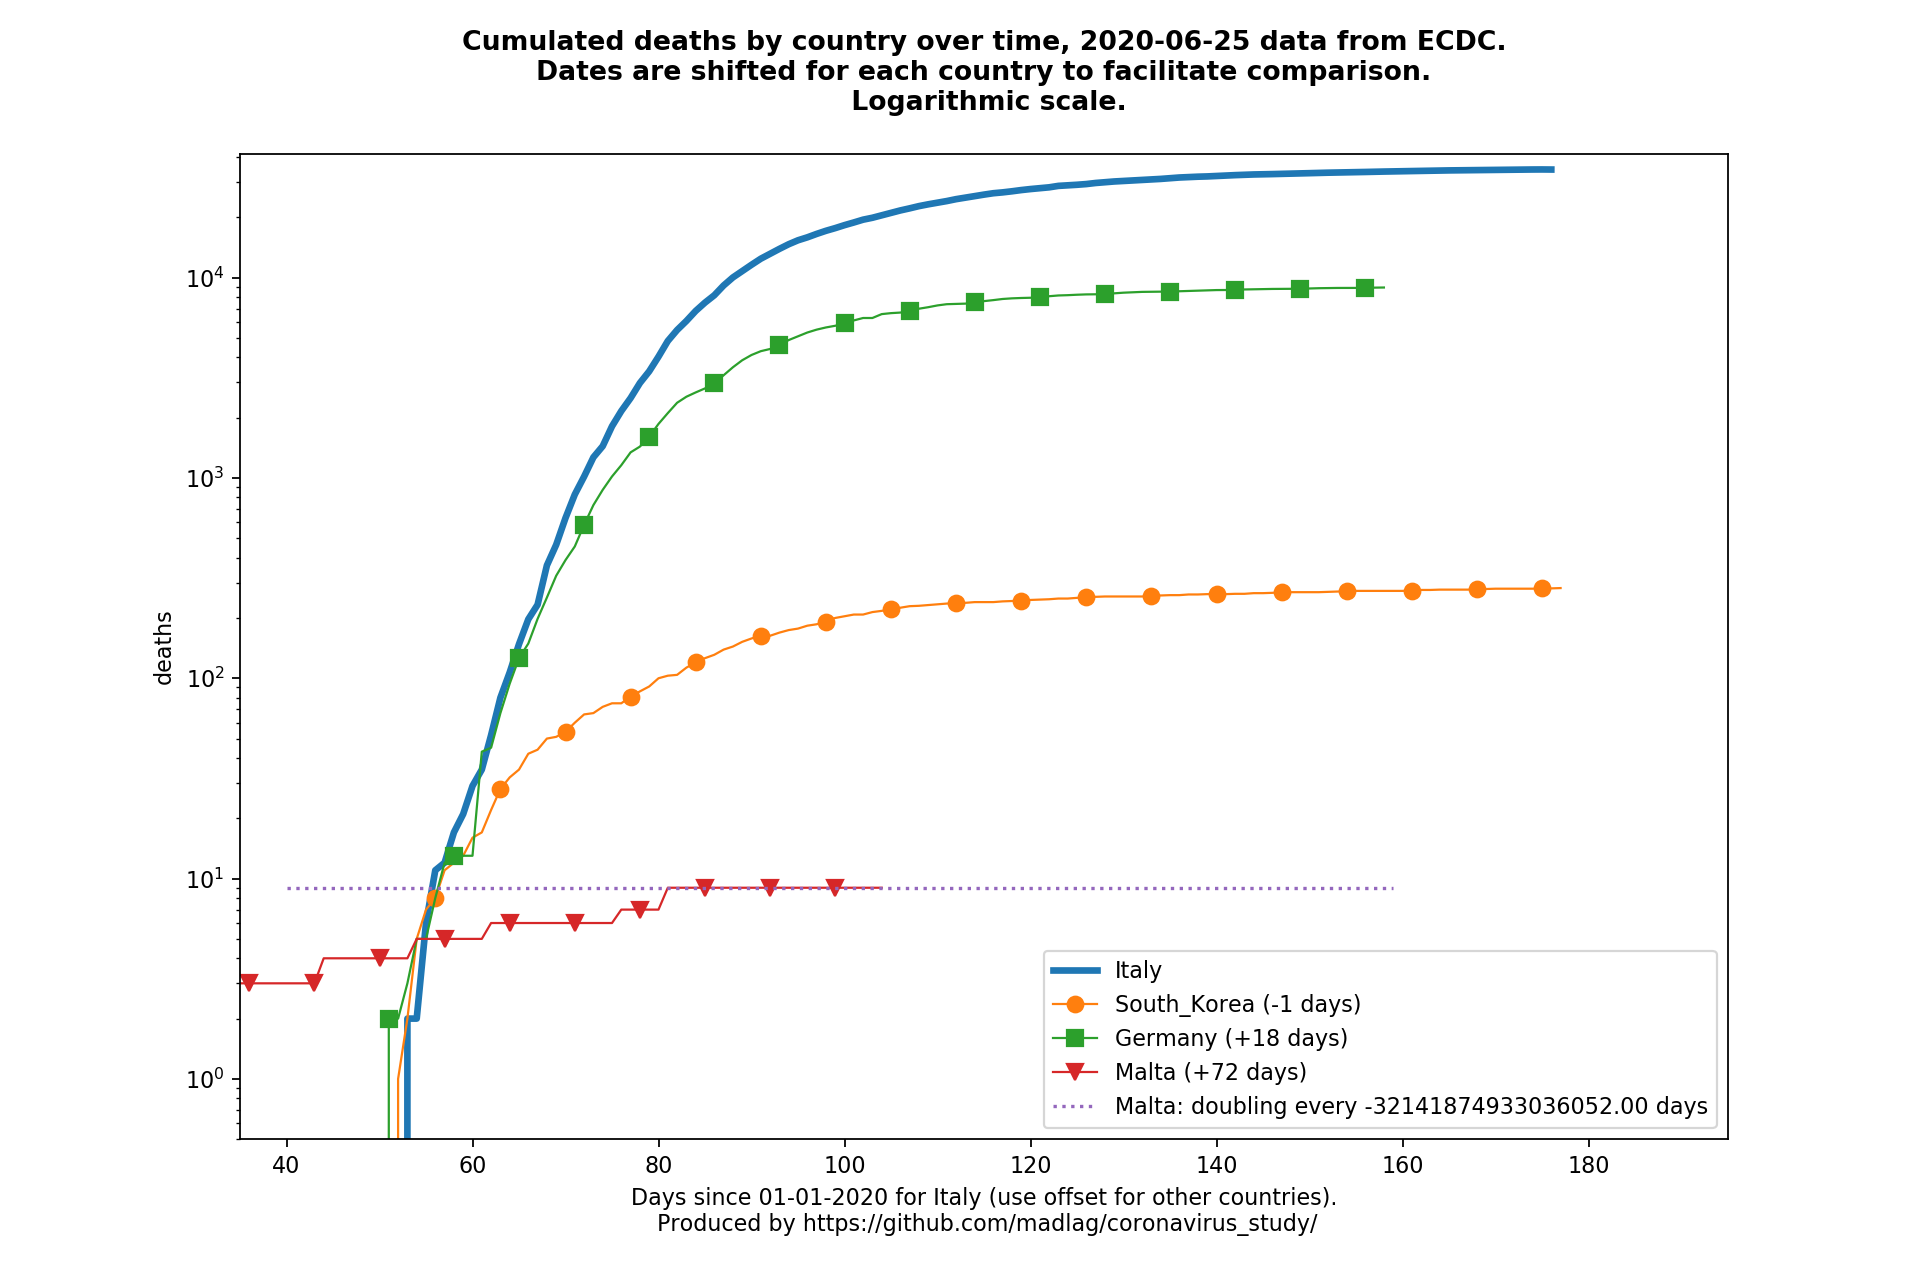 Cumulated deaths by country over time, 2020-06-25 data from ECDC.
Dates are shifted for each country to facilitate comparison.
Logarithmic scale.
10^4
10^3
10^2
10^1
10^0
deaths
Italy
South_Korea (-1 days)
Germany (+18 days)
Malta (+72 days)
Malta: doubling every -32141874933036052.00 days
40 60 80 100 120 140 160 180
Days since 01-01-2020 for Italy (use offset for other countries).
Produced by https://github.com/madlag/coronavirus_study/